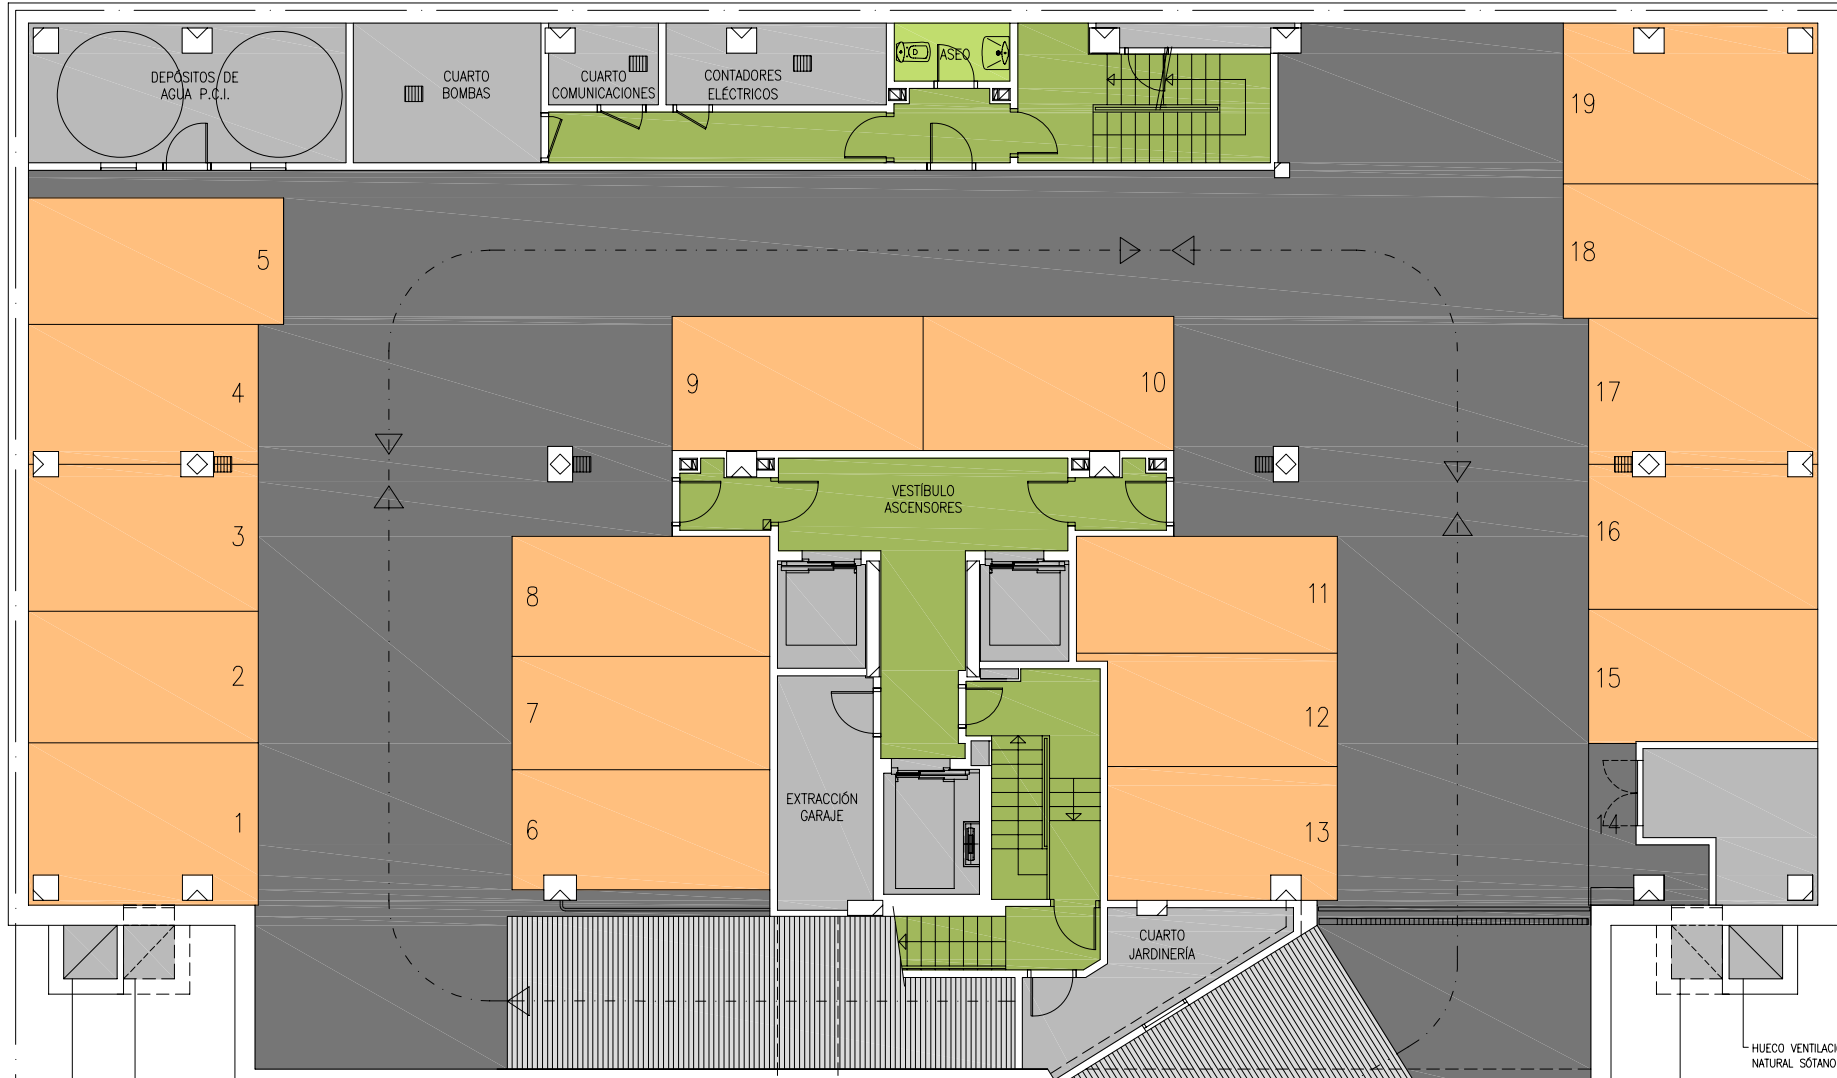 DEPÓSITOS DE
AGUA P.C.I.
CUARTO
BOMBAS
CUARTO
COMUNICACIONES
CONTADORES
ELÉCTRICOS
ASEO
19
18
5
4
9
10
17
3
VESTÍBULO
ASCENSORES
16
8
11
2
15
7
12
1
EXTRACCIÓN
GARAJE
6
13
14
CUARTO
JARDINERÍA
HUECO
NATURAL SÓTANO